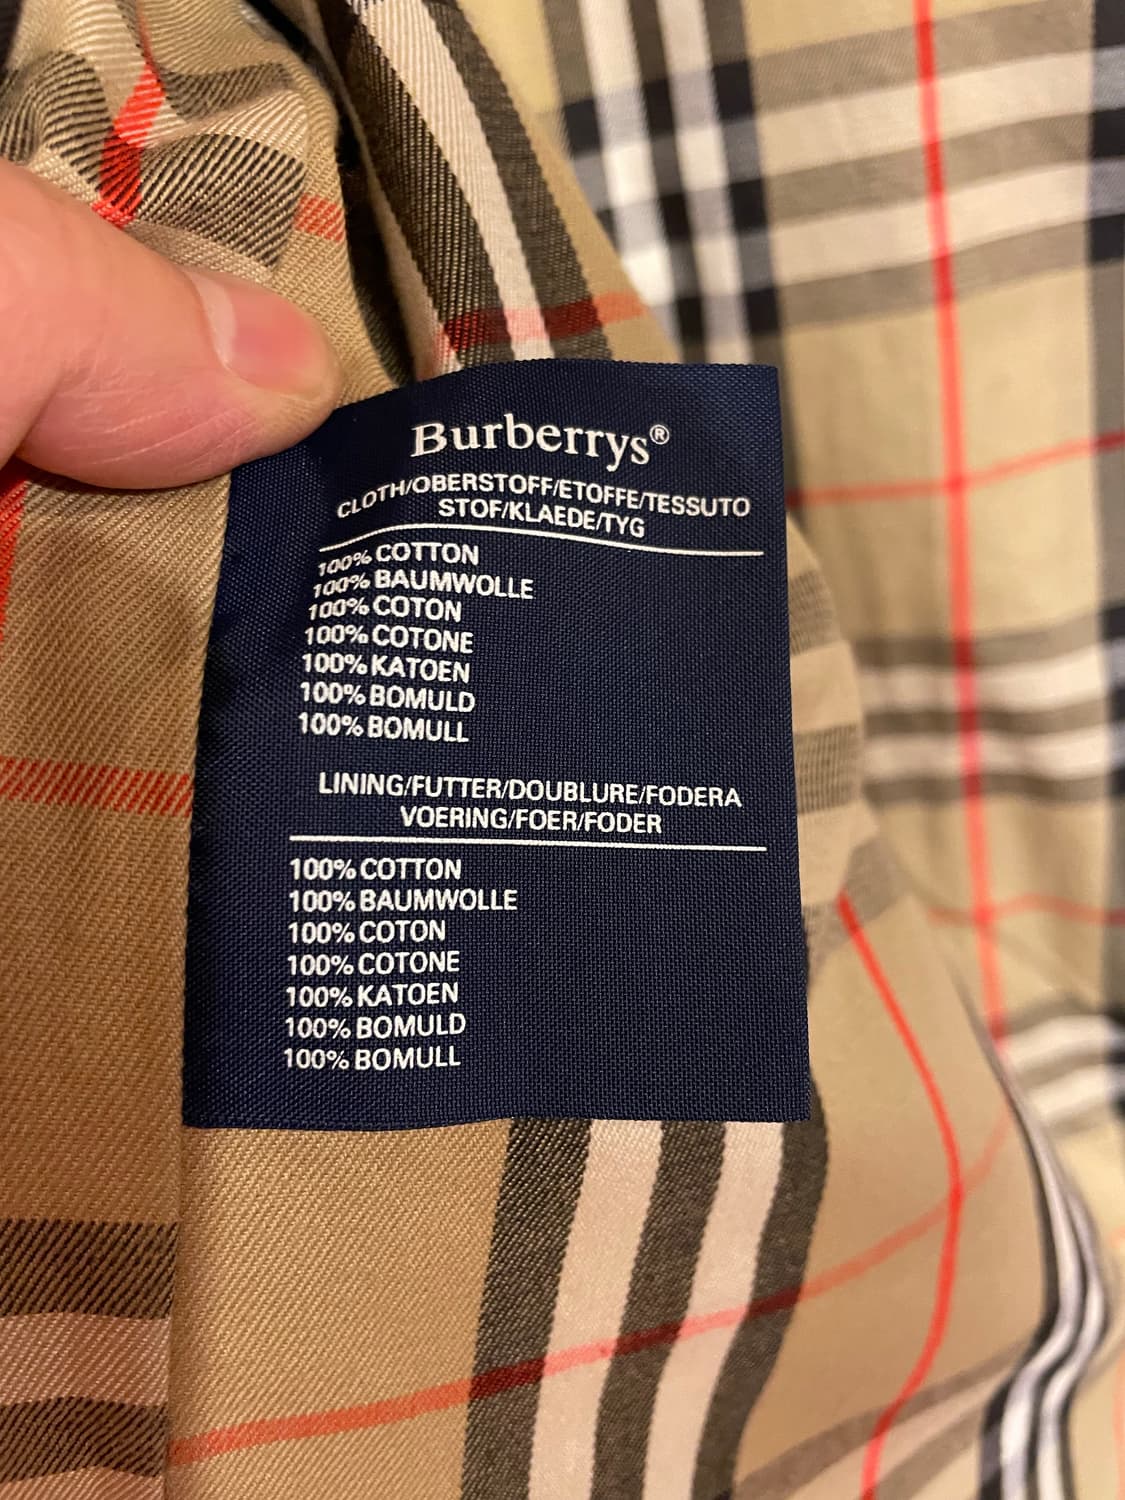 Burberrys®
CLOTH/OBERSTOFF/ETOFFE/TESSUTO
STOF/KLAEDE/TYG
100% COTTON
100% BAUMWOLLE
100% COTON
100% COTONE
100% KATOEN
100% BOMULD
100% BOMULL
LINING/FUTTER/DOUBLURE/FODERA
VOERING/FOER/FODER
100% COTTON
100% BAUMWOLLE
100% COTON
100% COTONE
100% KATOEN
100% BOMULD
100% BOMULL